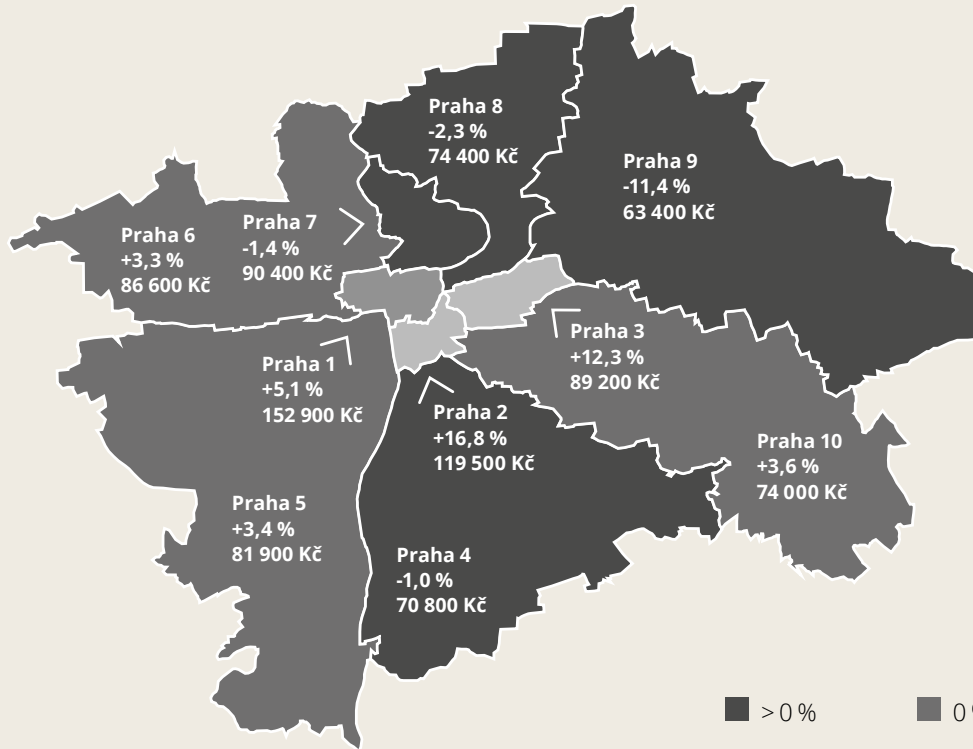 Praha 8
-2,3 %
74 400 Kč
Praha 9
-11,4 %
63 400 Kč
Praha 7
-1,4 %
90 400 Kč
Praha 6
+3,3 %
86 600 Kč
Praha 3
+12,3 %
89 200 Kč
Praha 1
+5,1 %
152 900 Kč
Praha 2
+16,8 %
119 500 Kč
Praha 10
+3,6 %
74 000 Kč
Praha 5
+3,4 %
81 900 Kč
Praha 4
-1,0 %
70 800 Kč
> 0 %